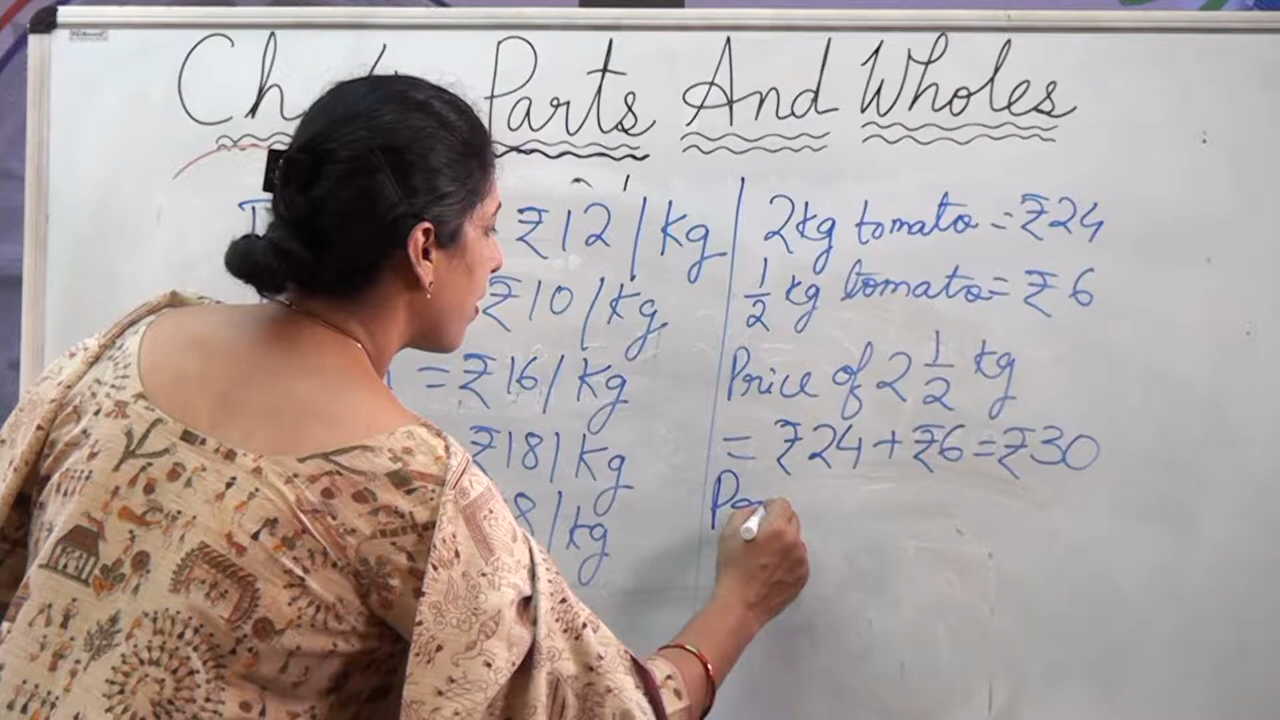 Ch Parts And Wholes
₹12/kg
₹10/kg
= ₹16/kg
₹18/kg
8/kg
2kg tomato = ₹24
1/2 kg tomato = ₹6
Price of 2 1/2 kg
= ₹24 + ₹6 = ₹30